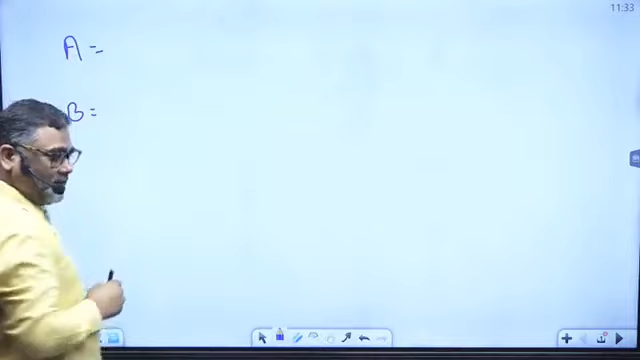 11:33
A =
B =